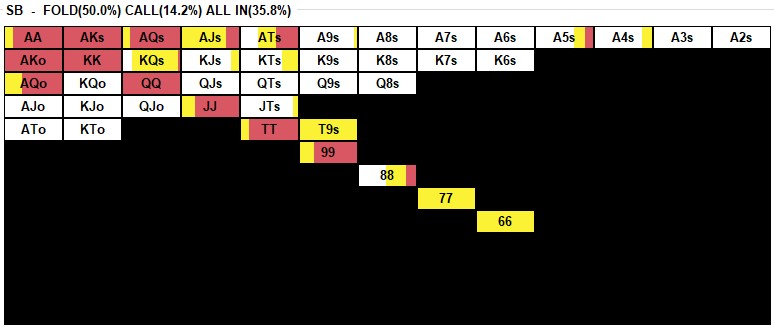 SB - FOLD(50.0%) CALL(14.2%) ALL IN(35.8%)
AA AKs AQs AJs ATs A9s A8s A7s A6s A5s A4s A3s A2s
AKo KK KQs KJs KTs K9s K8s K7s K6s
AQo KQo QQ QJs QTs Q9s Q8s
AJo KJo QJo JJ JTs
ATo KTo TT T9s
99
88
77
66